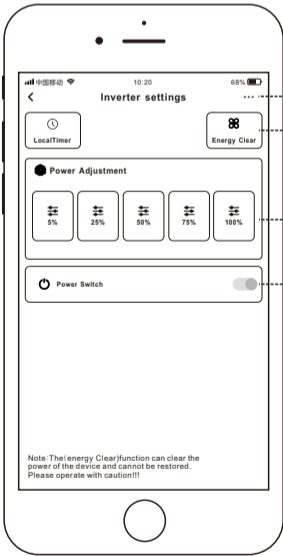 中国移动 10:20 68%
Inverter settings
LocalTimer Energy Clear
Power Adjustment
5% 25% 50% 75% 100%
Power Switch
Note:The(energy Clear)function can clear the
power of the device and cannot be restored.
Please operate with caution!!!